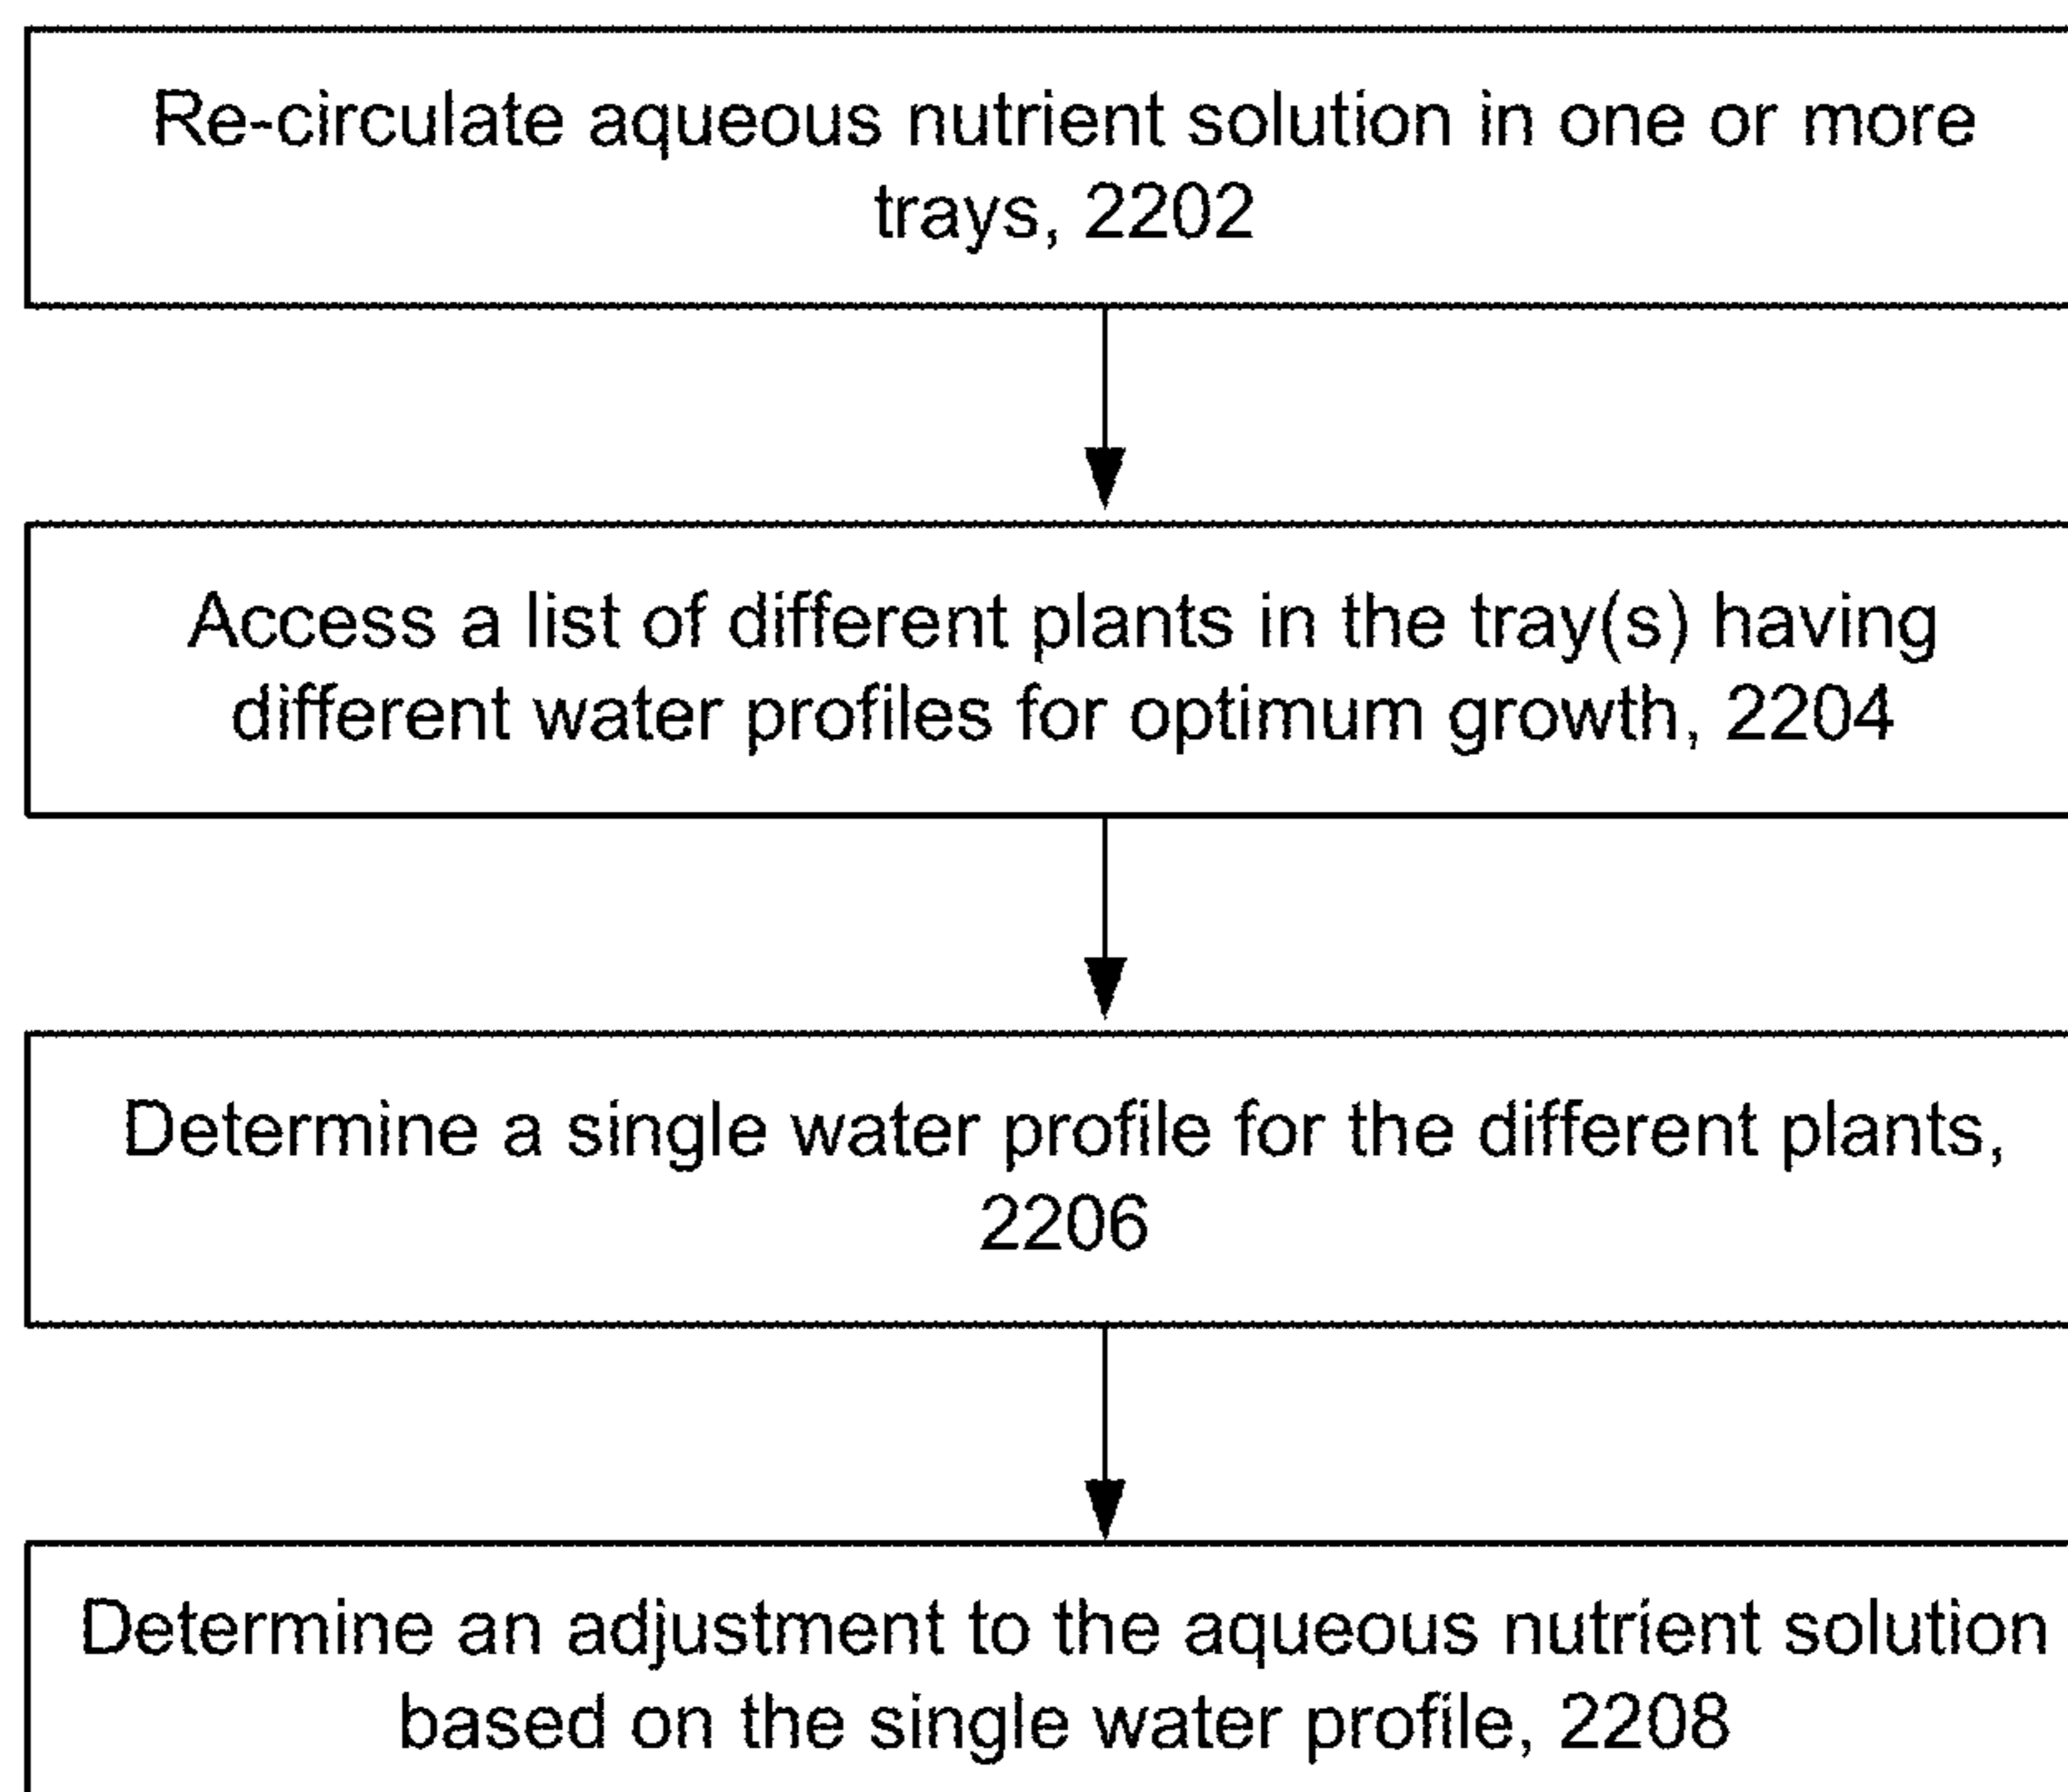 Re-circulate aqueous nutrient solution in one or more
trays, 2202
Access a list of different plants in the tray(s) having
different water profiles for optimum growth, 2204
Determine a single water profile for the different plants,
2206
Determine an adjustment to the aqueous nutrient solution
based on the single water profile, 2208